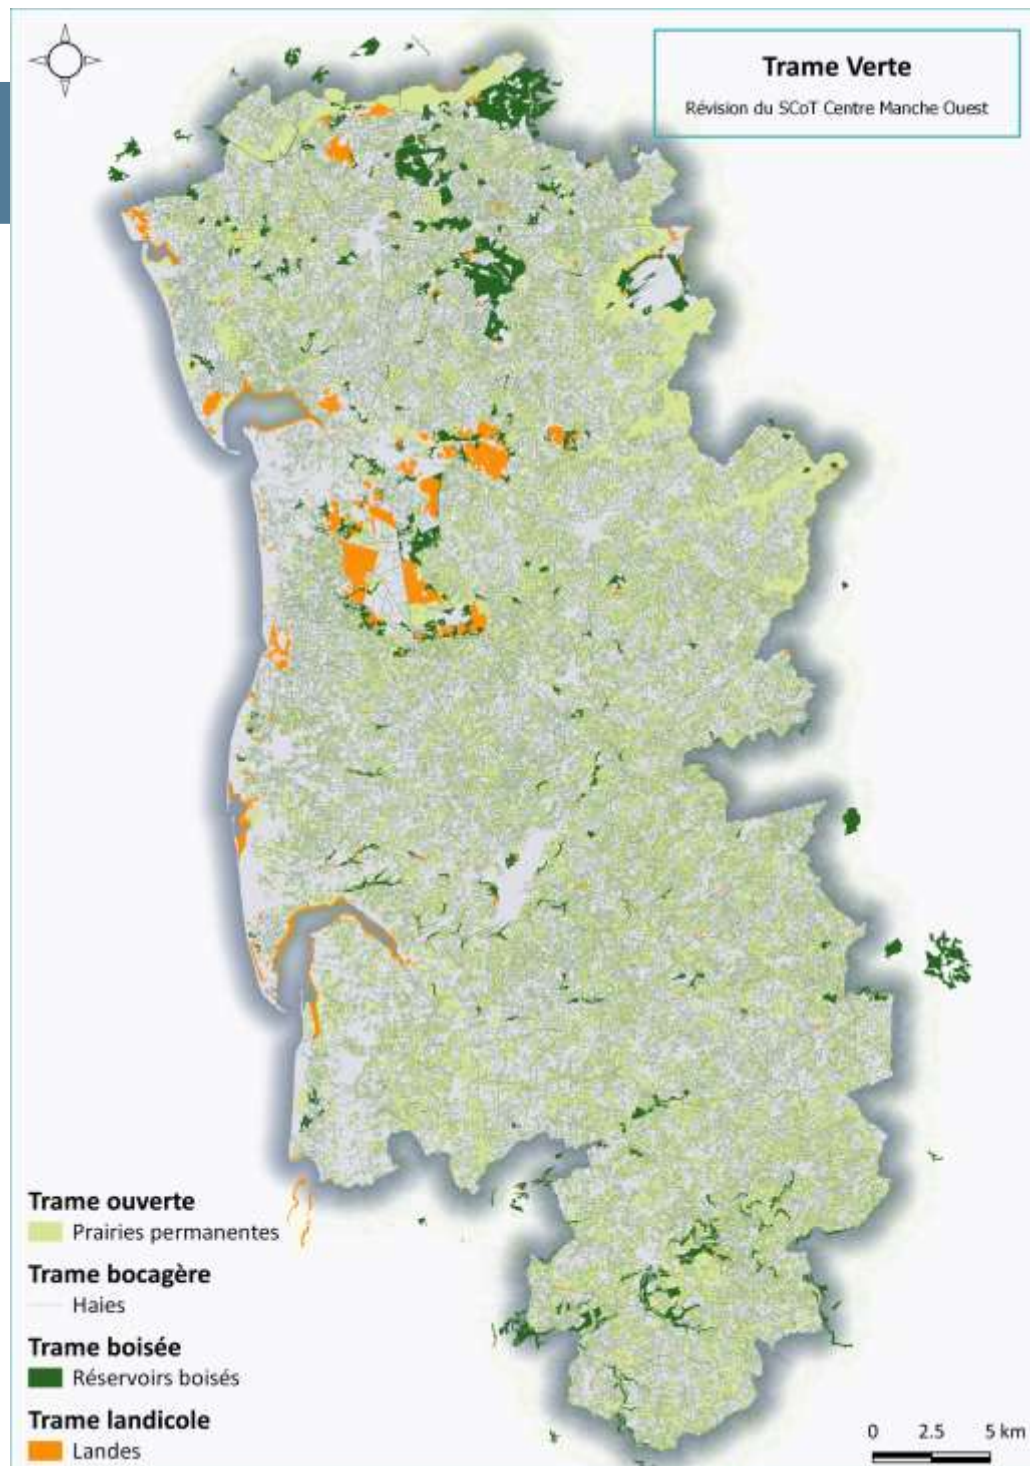 Trame Verte
Révision du SCoT Centre Manche Ouest
Trame ouverte
Prairies permanentes
Trame bocagère
Haies
Trame boisée
Réservoirs boisés
Trame landicole
Landes
0 2.5 5 km